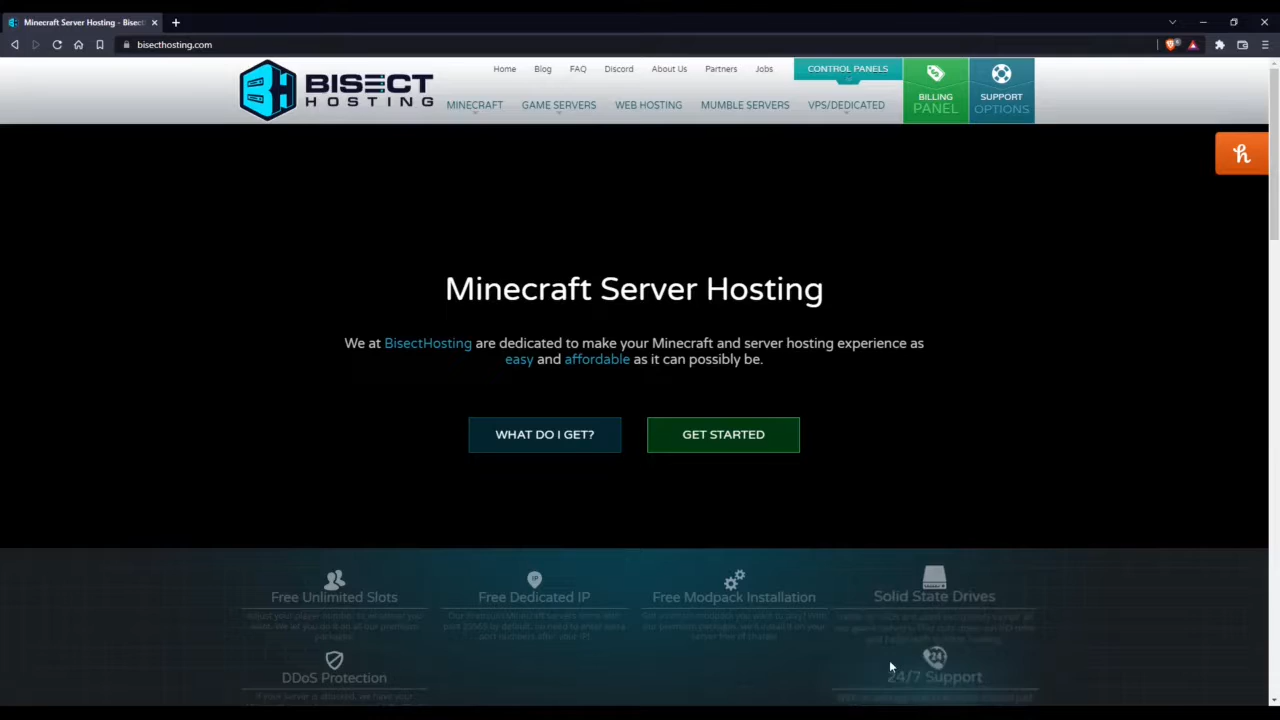 Minecraft Server Hosting - Bisect
bisecthosting.com
BISECT
HOSTING
Home Blog FAQ Discord About Us Partners Jobs
CONTROL PANELS
MINECRAFT GAME SERVERS WEB HOSTING MUMBLE SERVERS VPS/DEDICATED
BILLING
PANEL
SUPPORT
OPTIONS
h
Minecraft Server Hosting
We at BisectHosting are dedicated to make your Minecraft and server hosting experience as
easy and affordable as it can possibly be.
WHAT DO I GET?
GET STARTED
Free Unlimited Slots
IP
Free Dedicated IP
Free Modpack Installation
Solid State Drives
DDoS Protection
24
24/7 Support